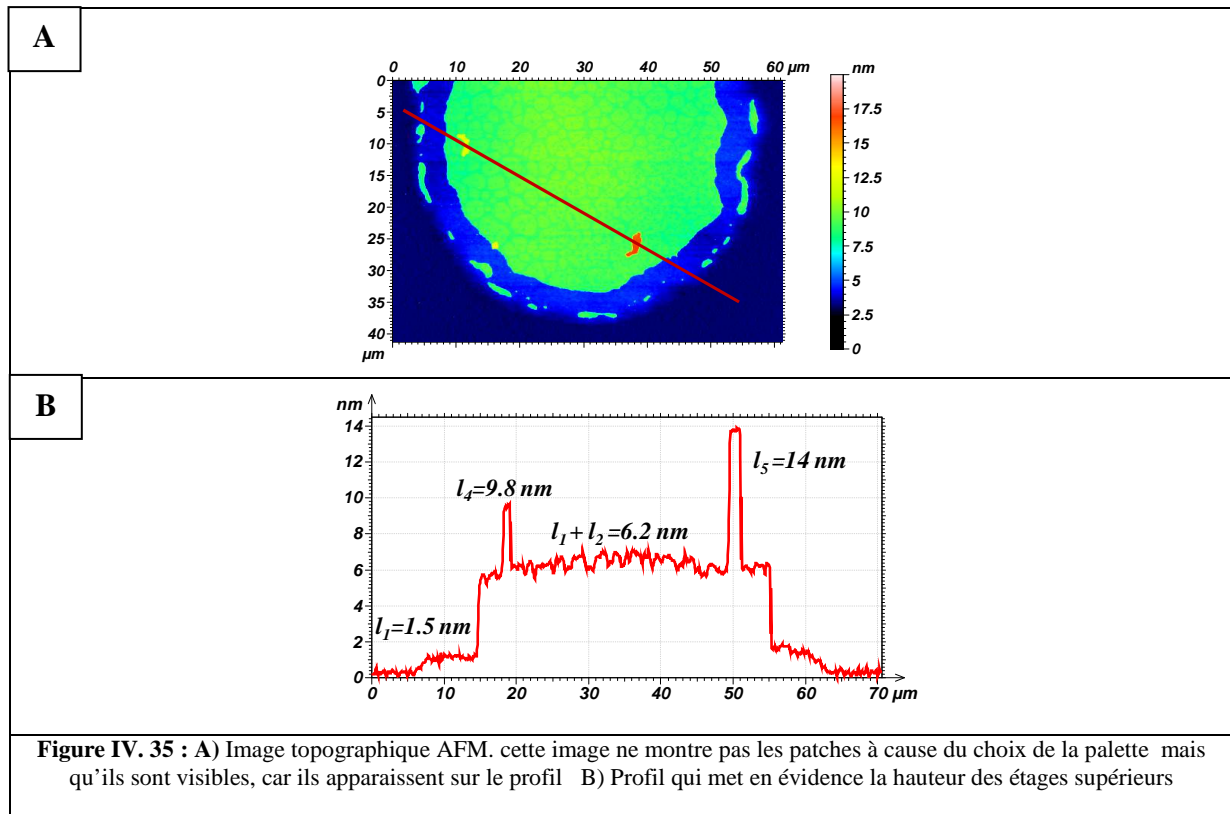 A
0 10 20 30 40 50 60 µm
nm
0
5
10
15
20
25
30
35
40
µm
17.5
15
12.5
10
7.5
5
2.5
0
B
nm
14
12
10
8
6
4
2
0
l5=14 nm
l4=9.8 nm
l1+ l2=6.2 nm
l1=1.5 nm
0 10 20 30 40 50 60 70 µm
Figure IV. 35 : A) Image topographique AFM. cette image ne montre pas les patches à cause du choix de la palette mais
qu'ils sont visibles, car ils apparaissent sur le profil B) Profil qui met en évidence la hauteur des étages supérieurs